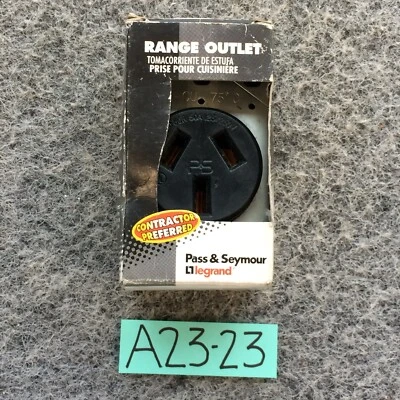 RANGE OUTLET
TOMACORRIENTE DE ESTUFA
PRISE POUR CUISINIÈRE
PS
CONTRACTOR
PREFERRED
Pass & Seymour
legrand
A23-23